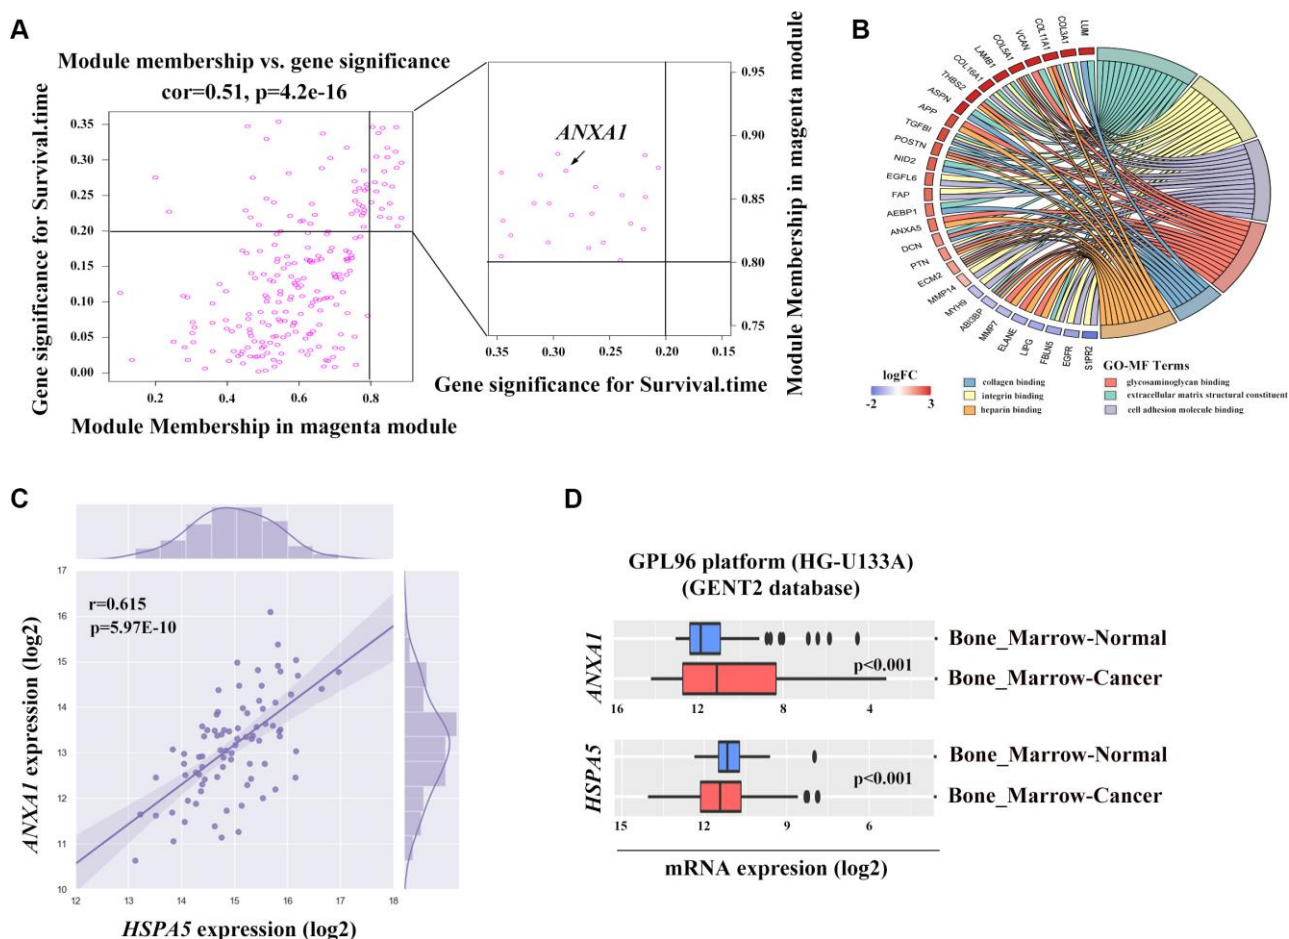 A
Module membership vs. gene significance
cor=0.51, p=4.2e-16
Gene significance for Survival.time
0.35
0.30
0.25
0.20
0.15
0.10
0.05
0.00
0.2
0.4
0.6
0.8
Module Membership in magenta module
ANXA1
0.35
0.30
0.25
0.20
0.15
Gene significance for Survival.time
0.95
0.90
0.85
0.80
0.75
Module Membership in magenta module
B
LUM
COL3A1
COL11A1
VCAN
COL5A1
LAMB1
COL16A1
THBS2
ASPN
APP
TGFBI
POSTN
NID2
EGFL6
FAP
AEBP1
ANXA5
DCN
PTN
ECM2
MMP14
MYH9
ABI3BP
MMP7
ELANE
LIPG
FBLN5
EGFR
S1PR2
logFC
-2
3
GO-MF Terms
collagen binding
integrin binding
heparin binding
glycosaminoglycan binding
extracellular matrix structural constituent
cell adhesion molecule binding
C
r=0.615
p=5.97E-10
17
16
15
14
13
12
11
10
ANXA1 expression (log2)
12
13
14
15
16
17
18
HSPA5 expression (log2)
D
GPL96 platform (HG-U133A)
(GENT2 database)
ANXA1
Bone_Marrow-Normal
p<0.001
Bone_Marrow-Cancer
16
12
8
4
HSPA5
Bone_Marrow-Normal
p<0.001
Bone_Marrow-Cancer
15
12
9
6
mRNA expresion (log2)